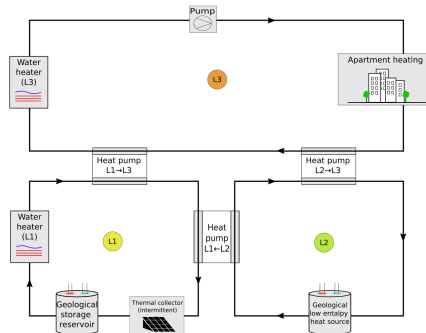 Pump
Water
heater
(L3)
L3
Apartment heating
Heat pump
L1→L3
Heat pump
L2→L3
Water
heater
(L1)
L1
Heat
pump
L1←L2
L2
Geological
storage
reservoir
Thermal collector
(intermittent)
Geological
low entalpy
heat source